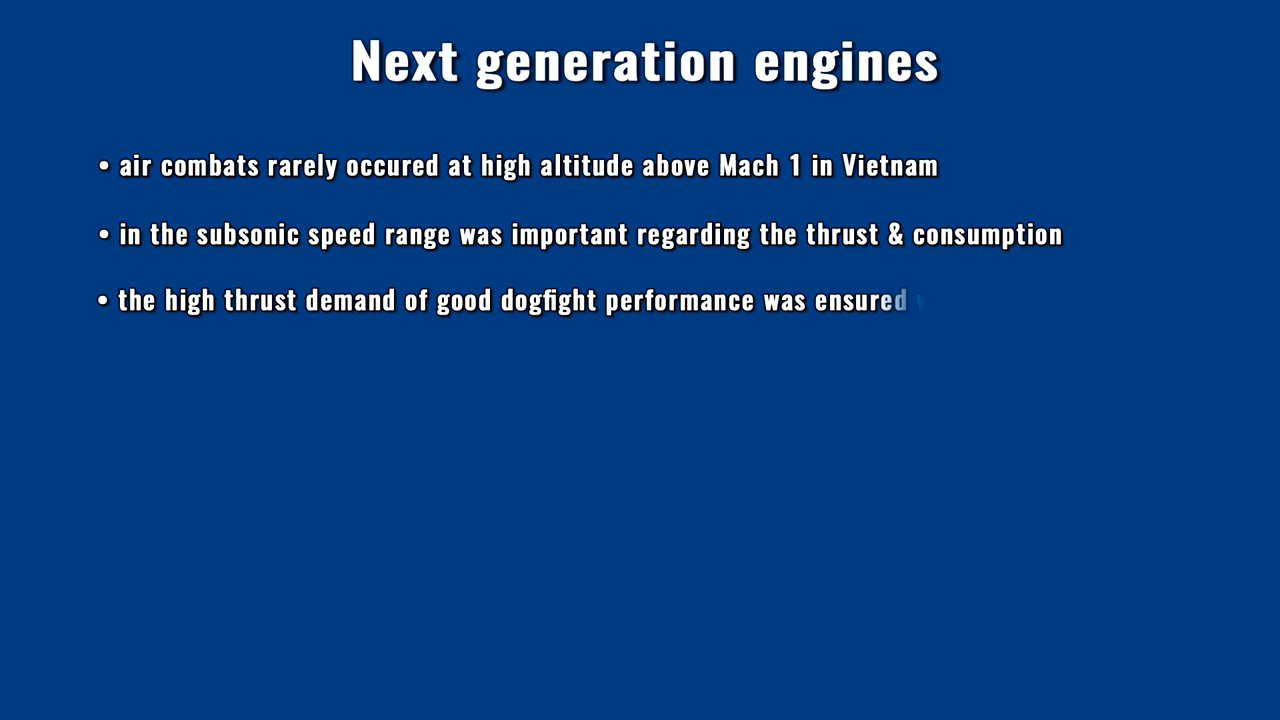 Next generation engines
• air combats rarely occured at high altitude above Mach 1 in Vietnam
• in the subsonic speed range was important regarding the thrust & consumption
• the high thrust demand of good dogfight performance was ensured